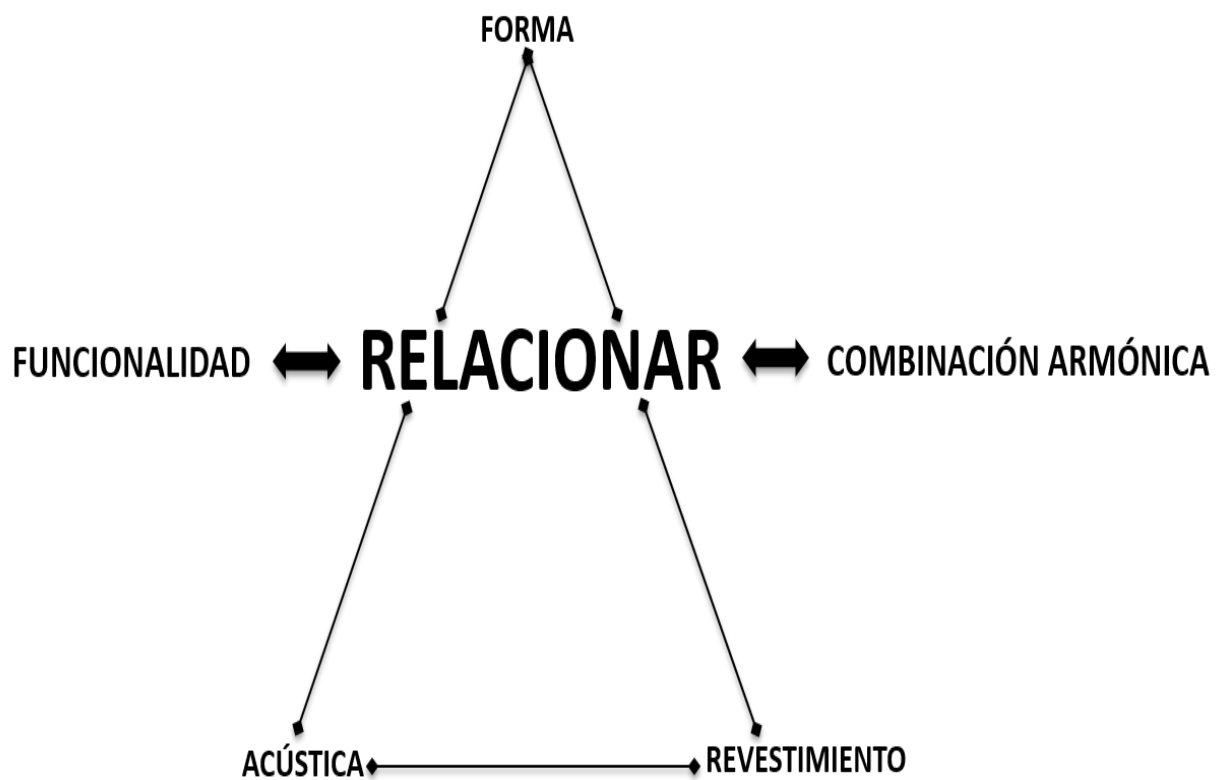 FORMA
FUNCIONALIDAD RELACIONAR COMBINACIÓN ARMÓNICA
ACÚSTICA REVESTIMIENTO